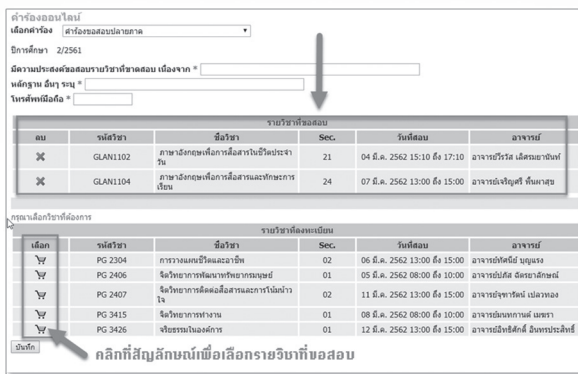 คำร้องออนไลน์
เลือกคำร้อง คำร้องขอสอบปลายภาค
ปีการศึกษา 2/2561
มีความประสงค์ขอสอบรายวิชาที่ขาดสอบ เนื่องจาก *
หลักฐาน อื่นๆ ระบุ *
โทรศัพท์มือถือ *
รายวิชาที่ขอสอบ
ลบ รหัสวิชา ชื่อวิชา Sec. วันที่สอบ อาจารย์
GLAN1102 ภาษาอังกฤษเพื่อการสื่อสารในชีวิตประจำวัน 21 04 มี.ค. 2562 15:10 ถึง 17:10 อาจารย์วีรวัส เลิศรมยานันท์
GLAN1104 ภาษาอังกฤษเพื่อการสื่อสารและทักษะการเรียน 24 07 มี.ค. 2562 13:00 ถึง 15:00 อาจารย์เจริญศรี พันผาสุข
กรุณาเลือกวิชาที่ต้องการ
รายวิชาที่ลงทะเบียน
เลือก รหัสวิชา ชื่อวิชา Sec. วันที่สอบ อาจารย์
PG 2304 การวางแผนชีวิตและอาชีพ 02 06 มี.ค. 2562 13:00 ถึง 15:00 อาจารย์ทัศนีย์ บุญแรง
PG 2406 จิตวิทยาการพัฒนาทรัพยากรมนุษย์ 01 05 มี.ค. 2562 08:00 ถึง 10:00 อาจารย์ปภัส ฉัตรยาลักษณ์
PG 2407 จิตวิทยาการติดต่อสื่อสารและการโน้มน้าวใจ 02 11 มี.ค. 2562 13:00 ถึง 15:00 อาจารย์จุฑารัตน์ เปลวทอง
PG 3415 จิตวิทยาการทำงาน 01 08 มี.ค. 2562 08:00 ถึง 10:00 อาจารย์มนทกานต์ เมฆรา
PG 3426 จริยธรรมในองค์การ 01 12 มี.ค. 2562 13:00 ถึง 15:00 อาจารย์อิทธิศักดิ์ อินทรประสิทธิ์
บันทึก
คลิกที่สัญลักษณ์เพื่อเลือกรายวิชาที่ขอสอบ